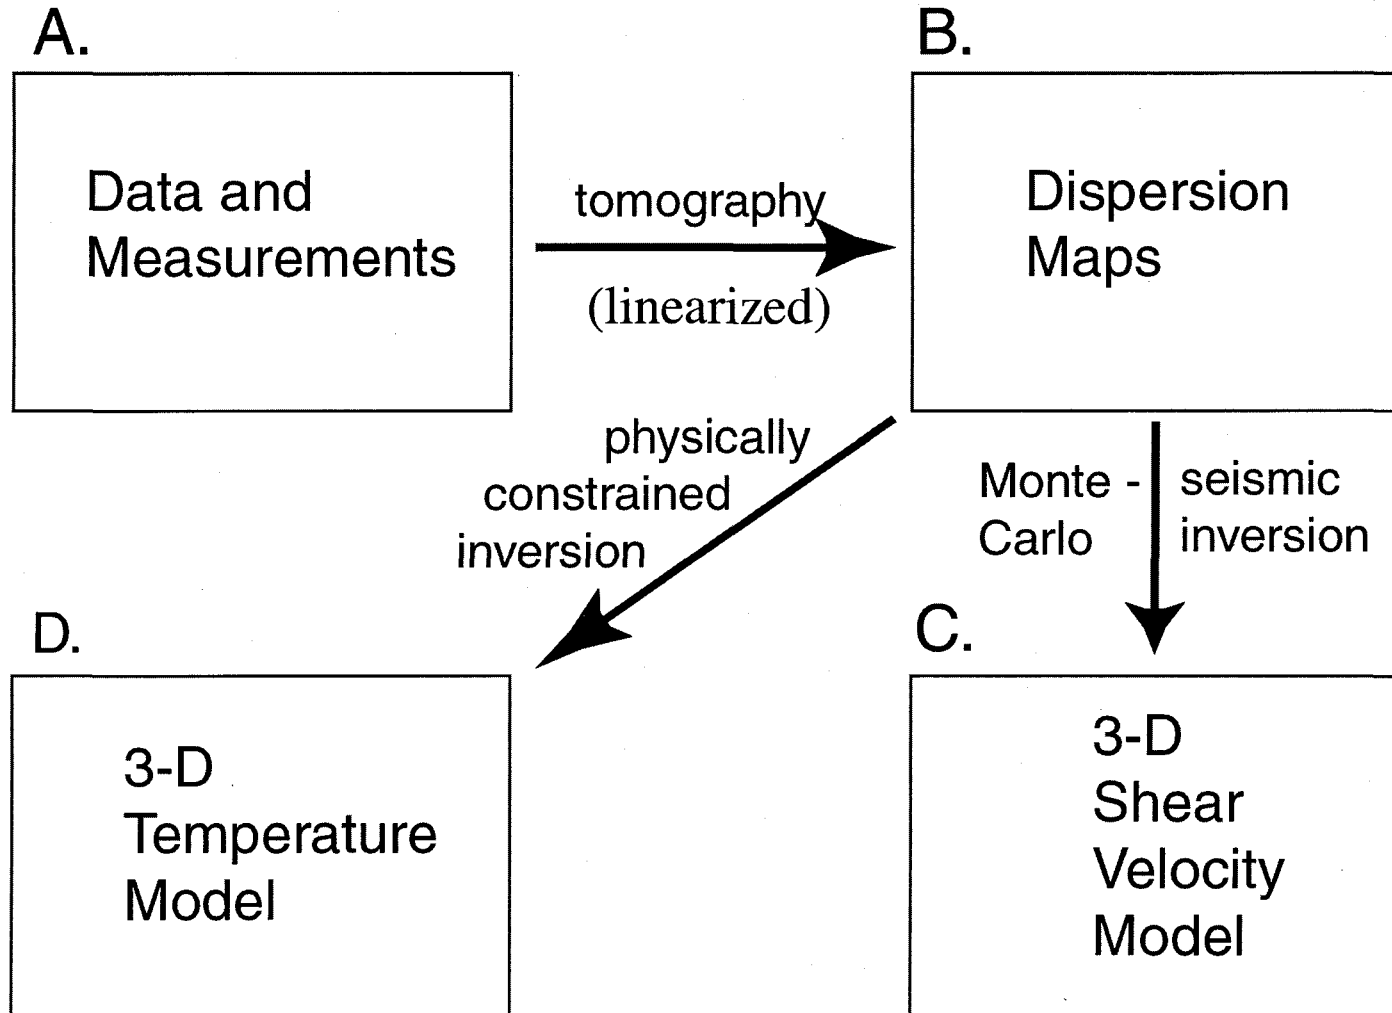 A.
Data and
Measurements
tomography
(linearized)
B.
Dispersion
Maps
physically
constrained
inversion
Monte -
Carlo
seismic
inversion
D.
3-D
Temperature
Model
C.
3-D
Shear
Velocity
Model